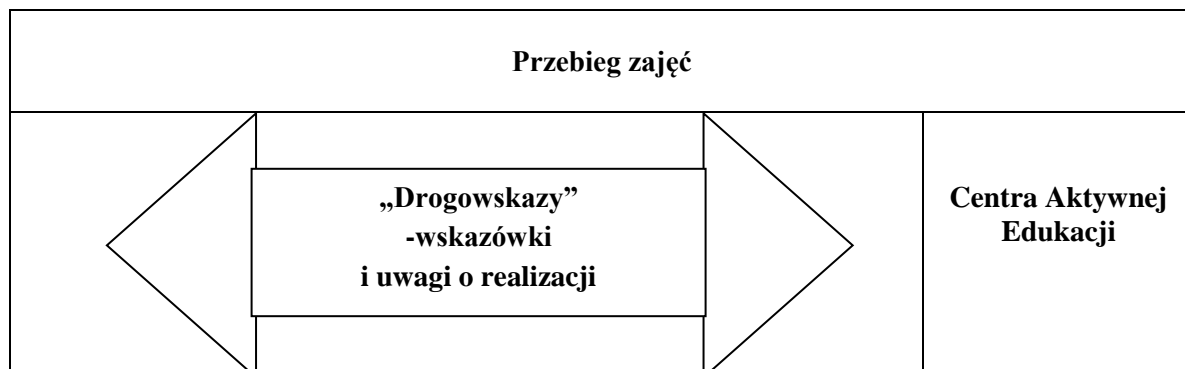 Przebieg zajęć
„Drogowskazy”
-wskazówki
i uwagi o realizacji
Centra Aktywnej
Edukacji